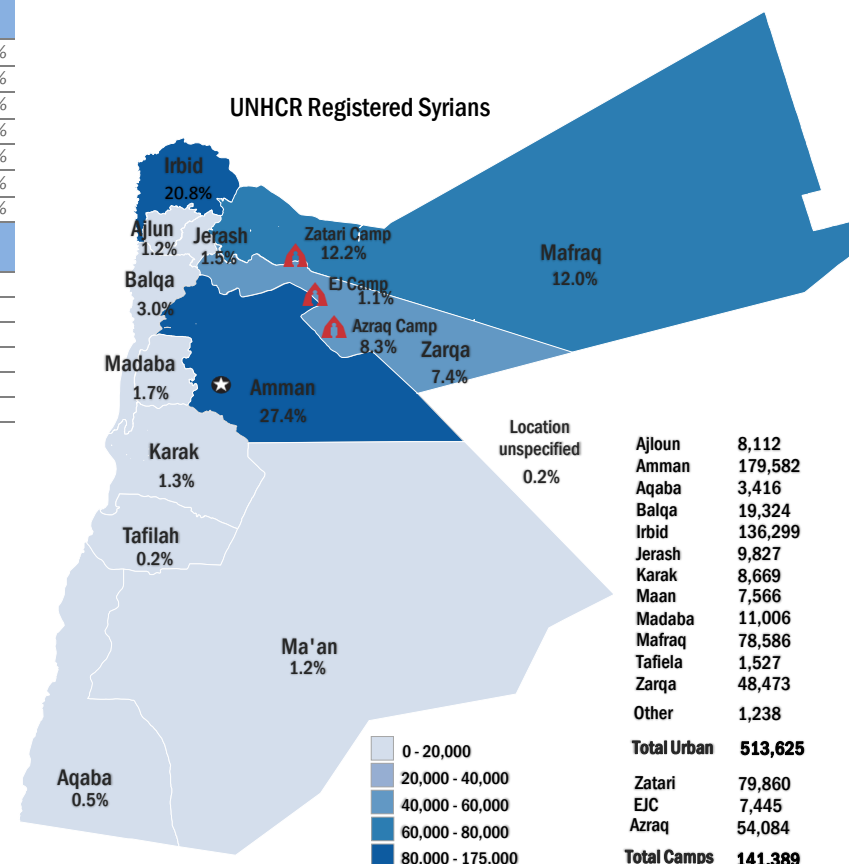 %
%
%
%
%
%
%
UNHCR Registered Syrians
Irbid
20.8%
Ajlun
1.2%
Jerash
1.5%
Zatari Camp
12.2%
Mafraq
12.0%
Balqa
3.0%
EJ Camp
1.1%
Azraq Camp
8.3%
Zarqa
7.4%
Madaba
1.7%
Amman
27.4%
Karak
1.3%
Location
unspecified
0.2%
Tafilah
0.2%
Ma'an
1.2%
Aqaba
0.5%
0 - 20,000
20,000 - 40,000
40,000 - 60,000
60,000 - 80,000
80,000 - 175,000
Ajloun 8,112
Amman 179,582
Aqaba 3,416
Balqa 19,324
Irbid 136,299
Jerash 9,827
Karak 8,669
Maan 7,566
Madaba 11,006
Mafraq 78,586
Tafiela 1,527
Zarqa 48,473
Other 1,238
Total Urban 513,625
Zatari 79,860
EJC 7,445
Azraq 54,084
Total Camps 141,389